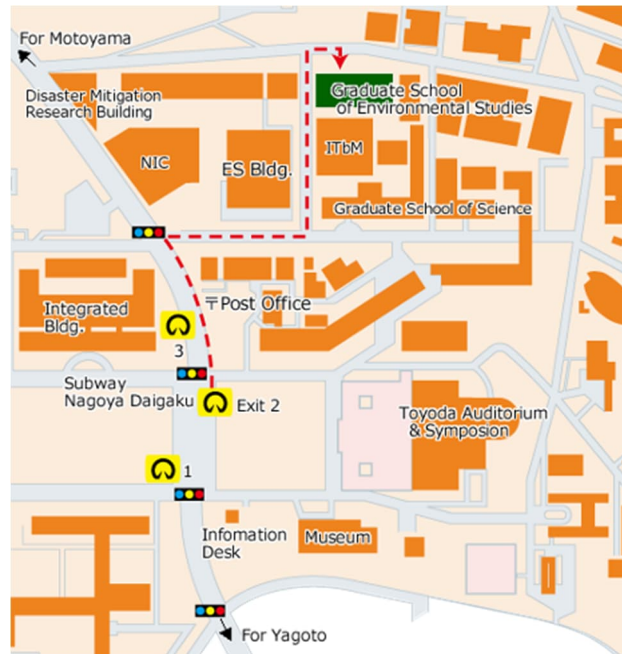 For Motoyama
Disaster Mitigation
Research Building
NIC
ES Bldg.
Graduate School
of Environmental Studies
ITbM
Graduate School of Science
〒Post Office
Integrated
Bldg.
3
Subway
Nagoya Daigaku
Exit 2
Toyoda Auditorium
& Symposion
1
Infomation
Desk
Museum
For Yagoto